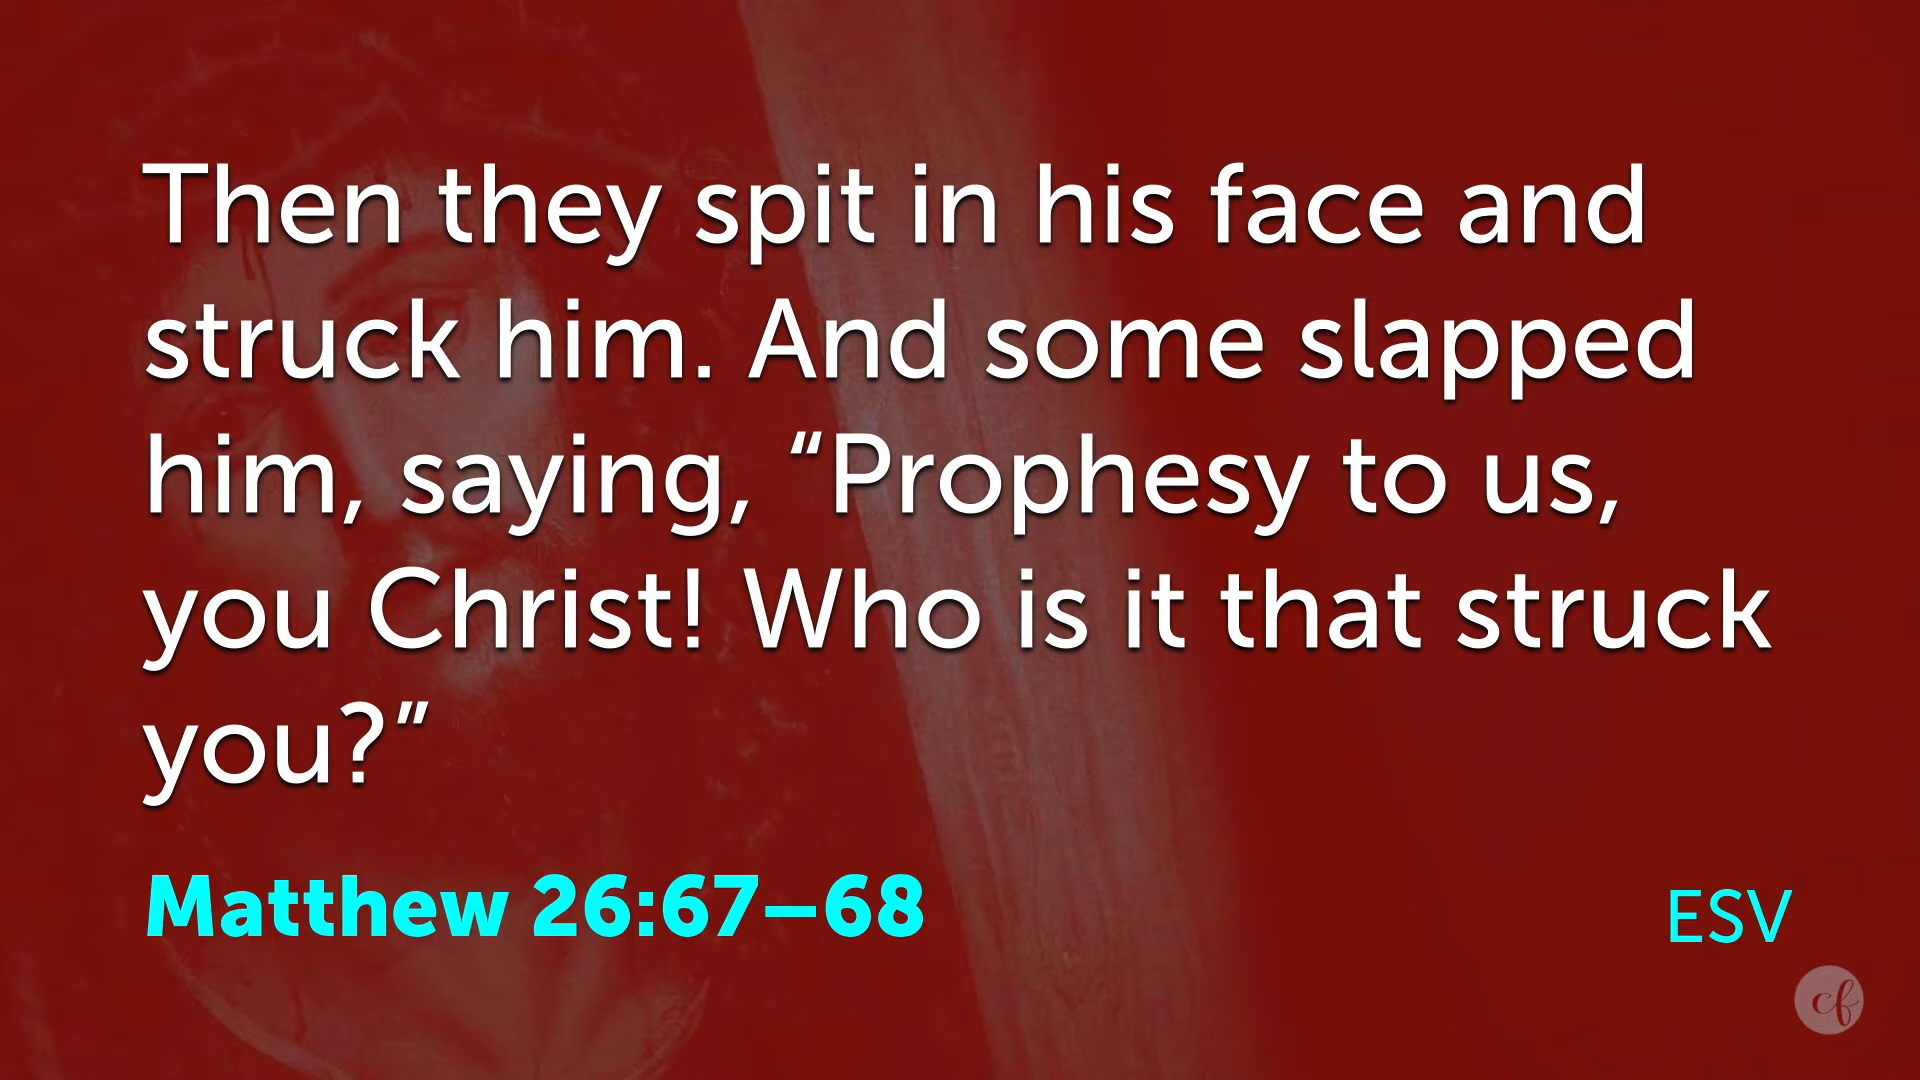 Then they spit in his face and
struck him. And some slapped
him, saying, “Prophesy to us,
you Christ! Who is it that struck
you?”
Matthew 26:67–68
ESV
cf